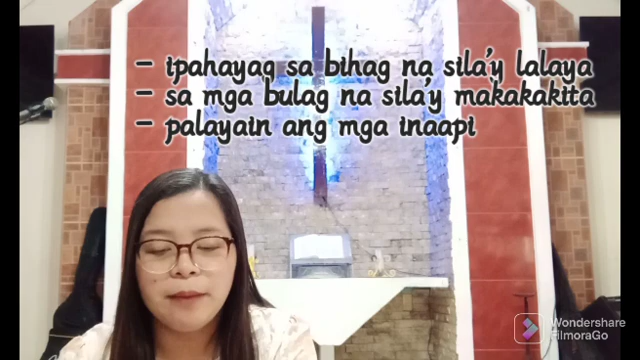 - ipahayag sa bihag na sila'y lalaya
- sa mga bulag na sila'y makakakita
- palayain ang mga inaapi
Wondershare
FilmoraGo